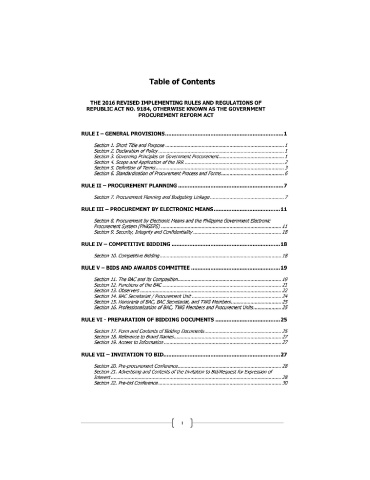 Table of Contents
THE 2016 REVISED IMPLEMENTING RULES AND REGULATIONS OF
REPUBLIC ACT NO. 9184, OTHERWISE KNOWN AS THE GOVERNMENT
PROCUREMENT REFORM ACT
RULE I – GENERAL PROVISIONS 1
Section 1. Short Title and Purpose 1
Section 2. Declaration of Policy 1
Section 3. Governing Principles on Government Procurement 1
Section 4. Scope and Application of the IRR 2
Section 5. Definition of Terms 3
Section 6. Standardization of Procurement Process and Forms 6
RULE II – PROCUREMENT PLANNING 7
Section 7. Procurement Planning and Budgeting Linkage 7
RULE III – PROCUREMENT BY ELECTRONIC MEANS 11
Section 8. Procurement by Electronic Means and the Philippine Government Electronic
Procurement System (PhilGEPS) 11
Section 9. Security, Integrity and Confidentiality 16
RULE IV – COMPETITIVE BIDDING 18
Section 10. Competitive Bidding 18
RULE V – BIDS AND AWARDS COMMITTEE 19
Section 11. The BAC and its Composition 19
Section 12. Functions of the BAC 21
Section 13. Observers 22
Section 14. BAC Secretariat / Procurement Unit 24
Section 15. Honoraria of BAC, BAC Secretariat, and TWG Members 25
Section 16. Professionalization of BAC, TWG Members and Procurement Units 25
RULE VI - PREPARATION OF BIDDING DOCUMENTS 25
Section 17. Form and Contents of Bidding Documents 25
Section 18. Reference to Brand Names 27
Section 19. Access to Information 27
RULE VII – INVITATION TO BID 27
Section 20. Pre-procurement Conference 28
Section 21. Advertising and Contents of the Invitation to Bid/Request for Expression of
Interest 28
Section 22. Pre-bid Conference 30